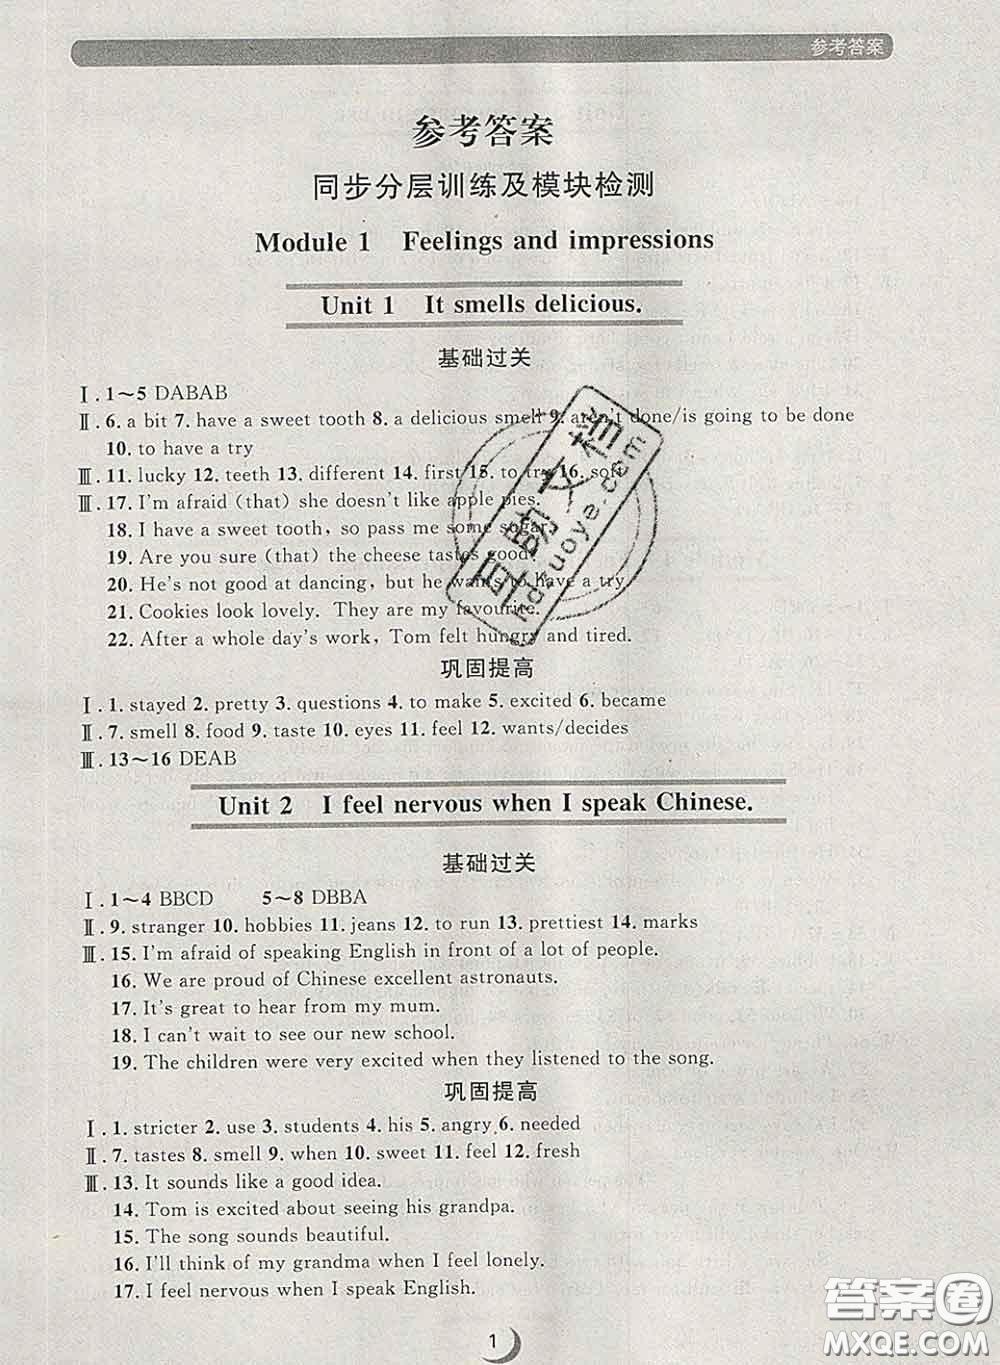 参考答案
参考答案
同步分层训练及模块检测
Module 1 Feelings and impressions
Unit 1 It smells delicious.
基础过关
Ⅰ. 1～5 DABAB
Ⅱ. 6. a bit 7. have a sweet tooth 8. a delicious smell 9. aren't done/is going to be done
10. to have a try
Ⅲ. 11. lucky 12. teeth 13. different 14. first 15. to try 16. soft
Ⅲ. 17. I'm afraid (that) she doesn't like apple pies.
18. I have a sweet tooth, so pass me some sugar.
19. Are you sure (that) the cheese tastes good?
20. He's not good at dancing, but he wants to have a try.
21. Cookies look lovely. They are my favourite.
22. After a whole day's work, Tom felt hungry and tired.
巩固提高
Ⅰ. 1. stayed 2. pretty 3. questions 4. to make 5. excited 6. became
Ⅱ. 7. smell 8. food 9. taste 10. eyes 11. feel 12. wants/decides
Ⅲ. 13～16 DEAB
Unit 2 I feel nervous when I speak Chinese.
基础过关
Ⅰ. 1～4 BBCD 5～8 DBBA
Ⅱ. 9. stranger 10. hobbies 11. jeans 12. to run 13. prettiest 14. marks
Ⅲ. 15. I'm afraid of speaking English in front of a lot of people.
16. We are proud of Chinese excellent astronauts.
17. It's great to hear from my mum.
18. I can't wait to see our new school.
19. The children were very excited when they listened to the song.
巩固提高
Ⅰ. 1. stricter 2. use 3. students 4. his 5. angry 6. needed
Ⅱ. 7. tastes 8. smell 9. when 10. sweet 11. feel 12. fresh
Ⅲ. 13. It sounds like a good idea.
14. Tom is excited about seeing his grandpa.
15. The song sounds beautiful.
16. I'll think of my grandma when I feel lonely.
17. I feel nervous when I speak English.
1
答案圈
MXQE.COM